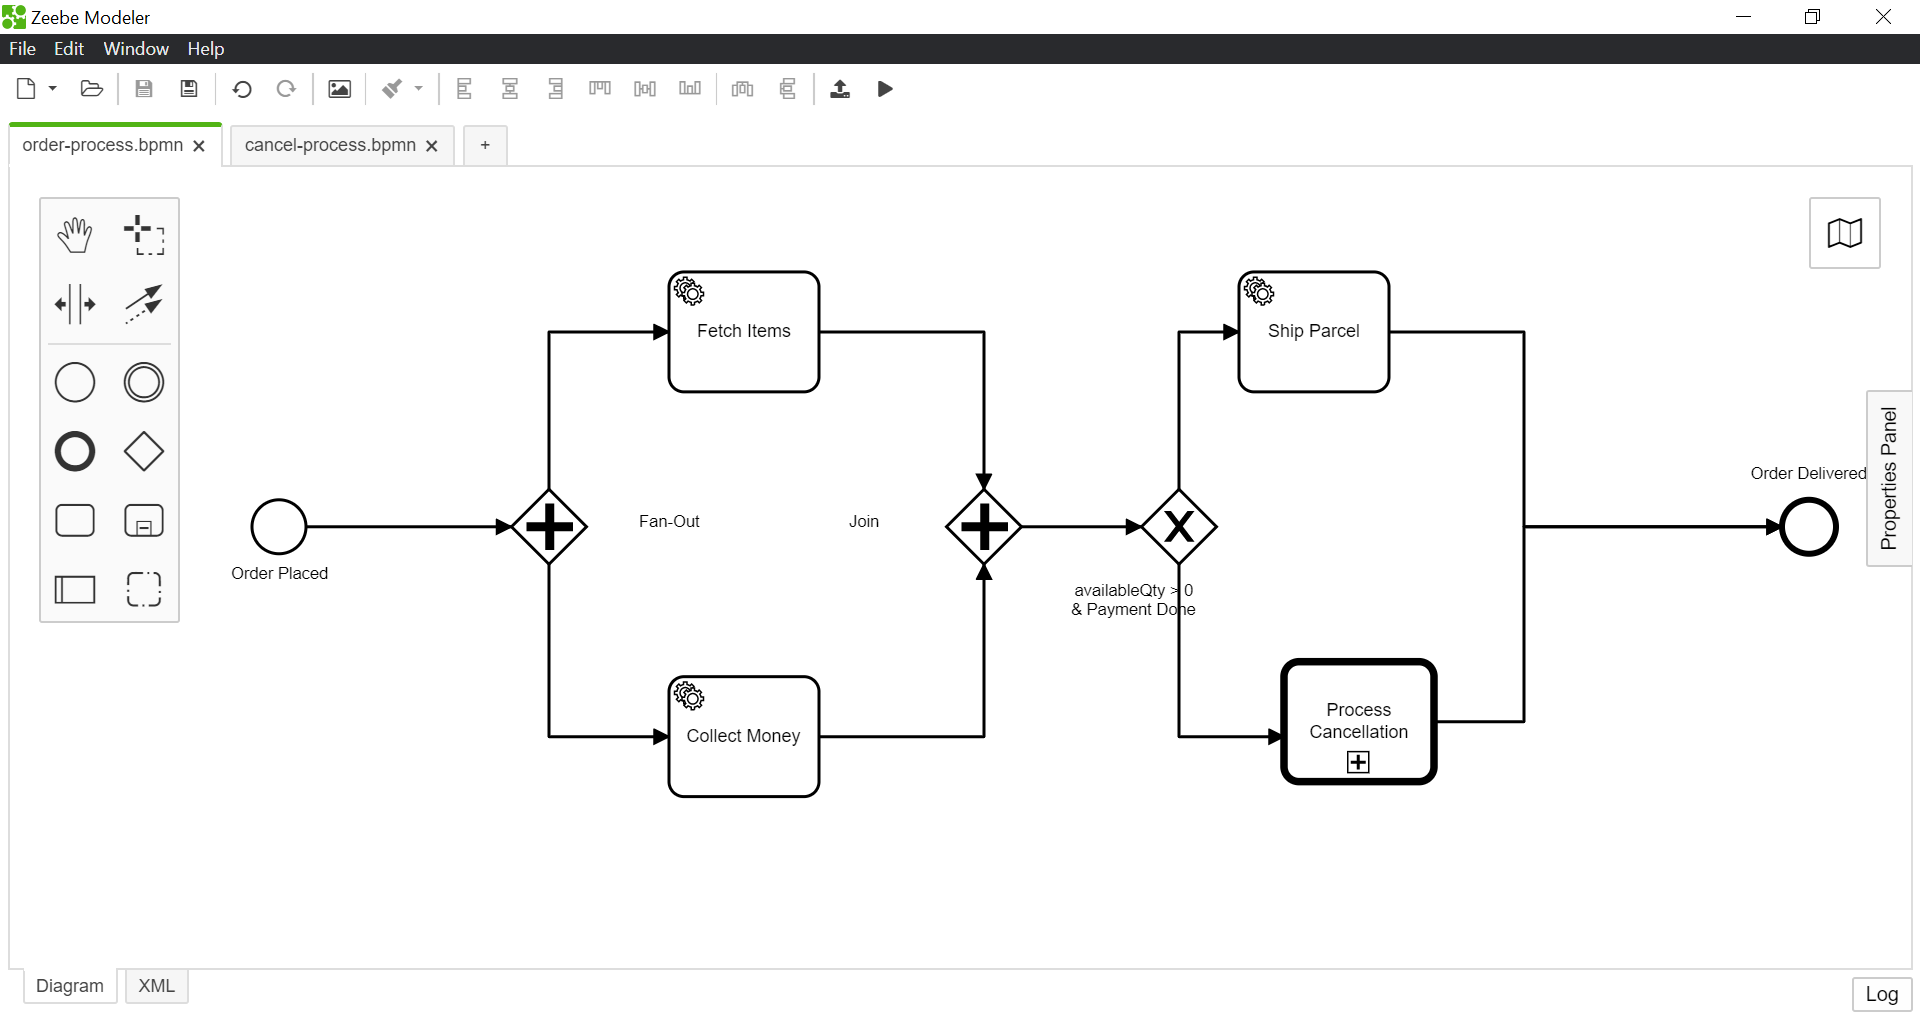 Zeebe Modeler
File Edit Window Help
order-process.bpmn
cancel-process.bpmn
+
Fetch Items
Ship Parcel
Order Delivered
Properties Panel
Fan-Out
Join
X
Order Placed
availableQty > 0
& Payment Done
Process
Cancellation
Collect Money
Diagram
XML
Log